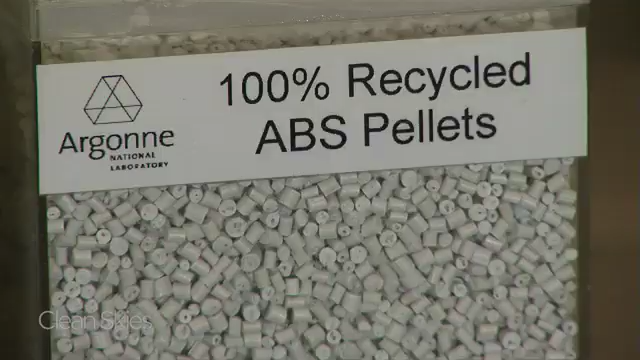 100% Recycled
ABS Pellets
Argonne
NATIONAL
LABORATORY
Clean Skies